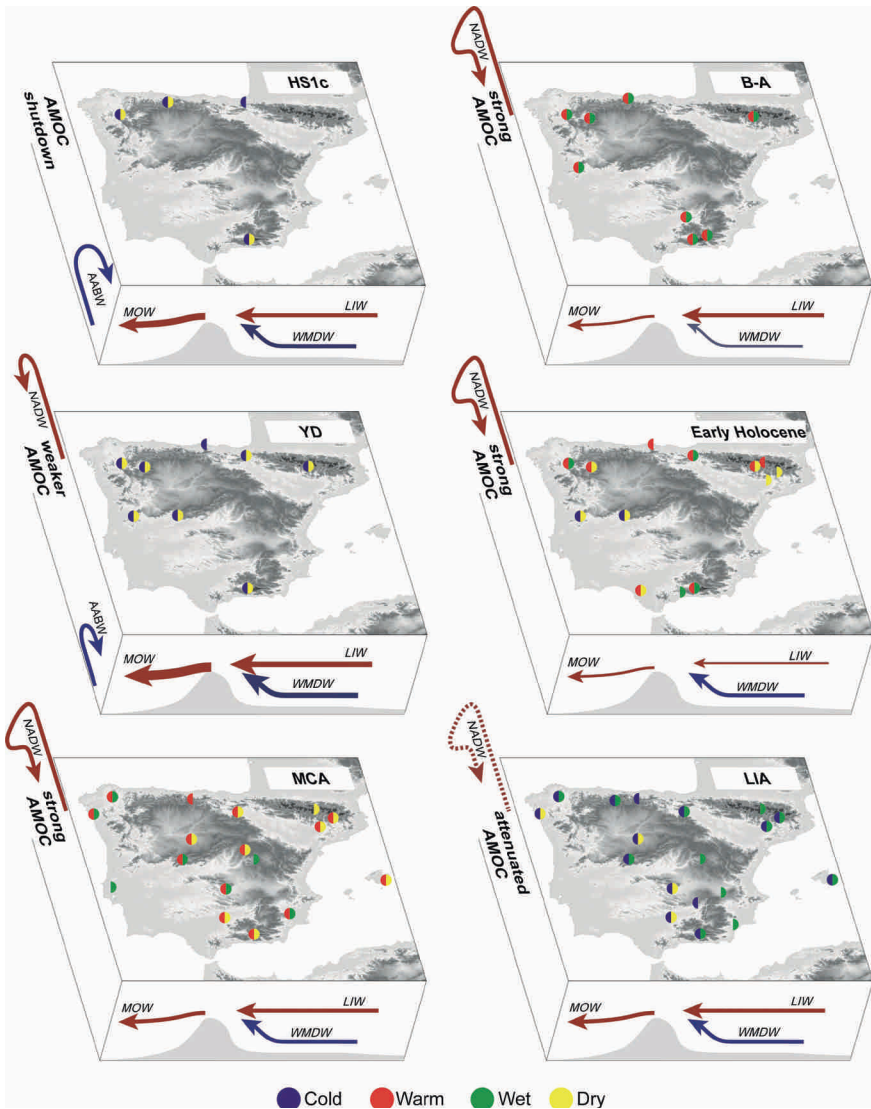 HS1c
AMOC
shutdown
AABW
MOW
LIW
WMDW
B-A
NADW
strong
AMOC
MOW
LIW
WMDW
YD
NADW
weaker
AMOC
AABW
MOW
LIW
WMDW
Early Holocene
NADW
strong
AMOC
MOW
LIW
WMDW
MCA
NADW
strong
AMOC
MOW
LIW
WMDW
LIA
NADW
attenuated
AMOC
MOW
LIW
WMDW
Cold Warm Wet Dry